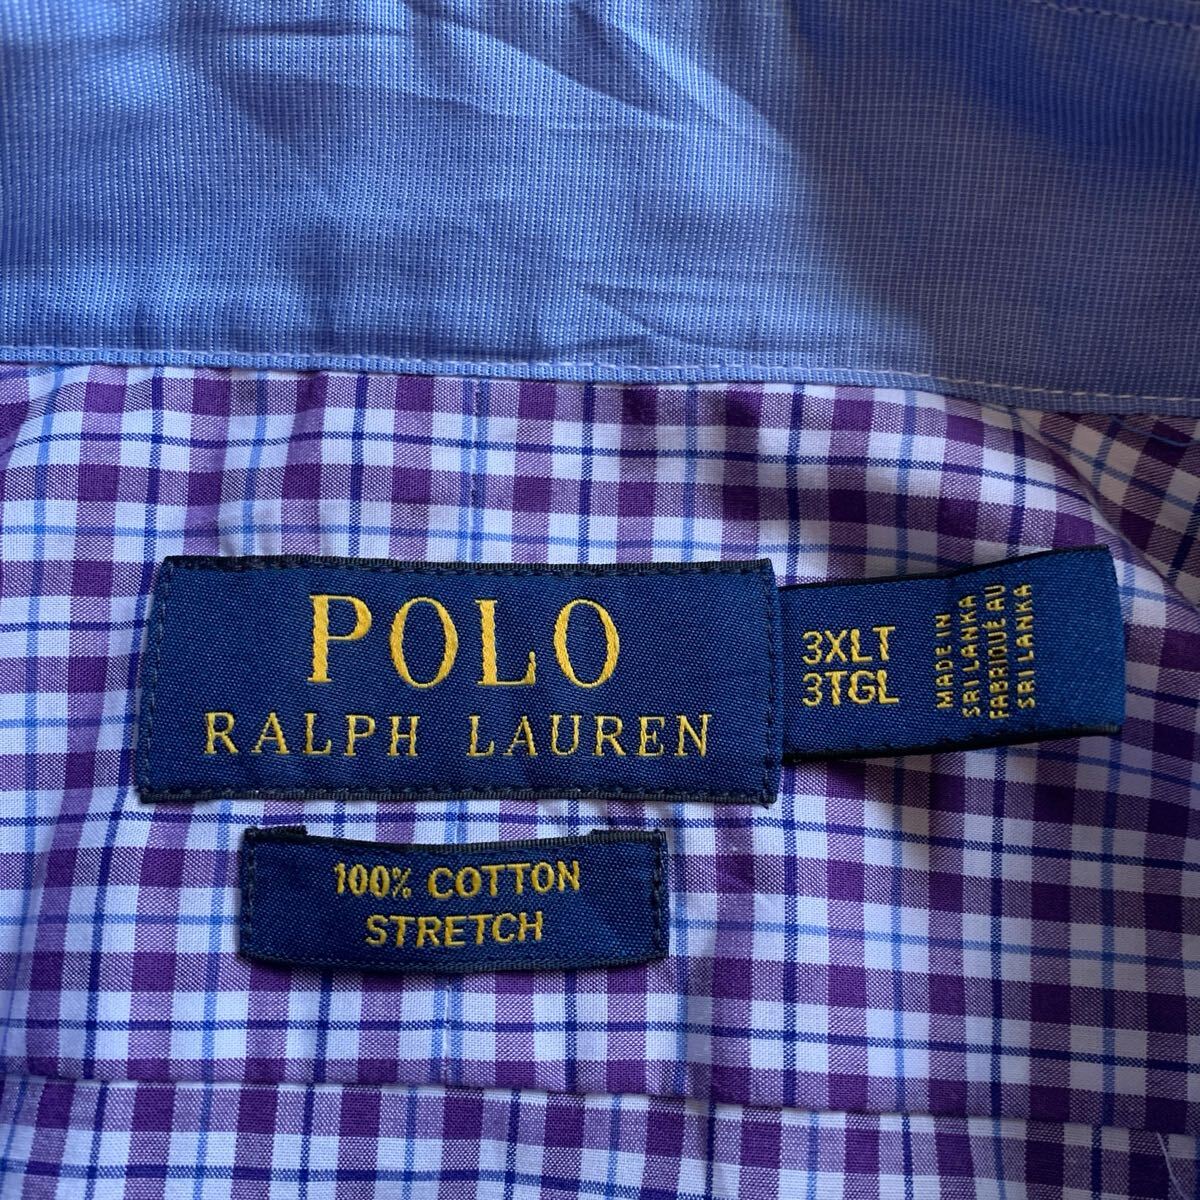 POLO
RALPH LAUREN
3XLT
3TGL
MADE IN
SRI LANKA
FABRIQUÉ AU
SRI LANKA
100% COTTON
STRETCH